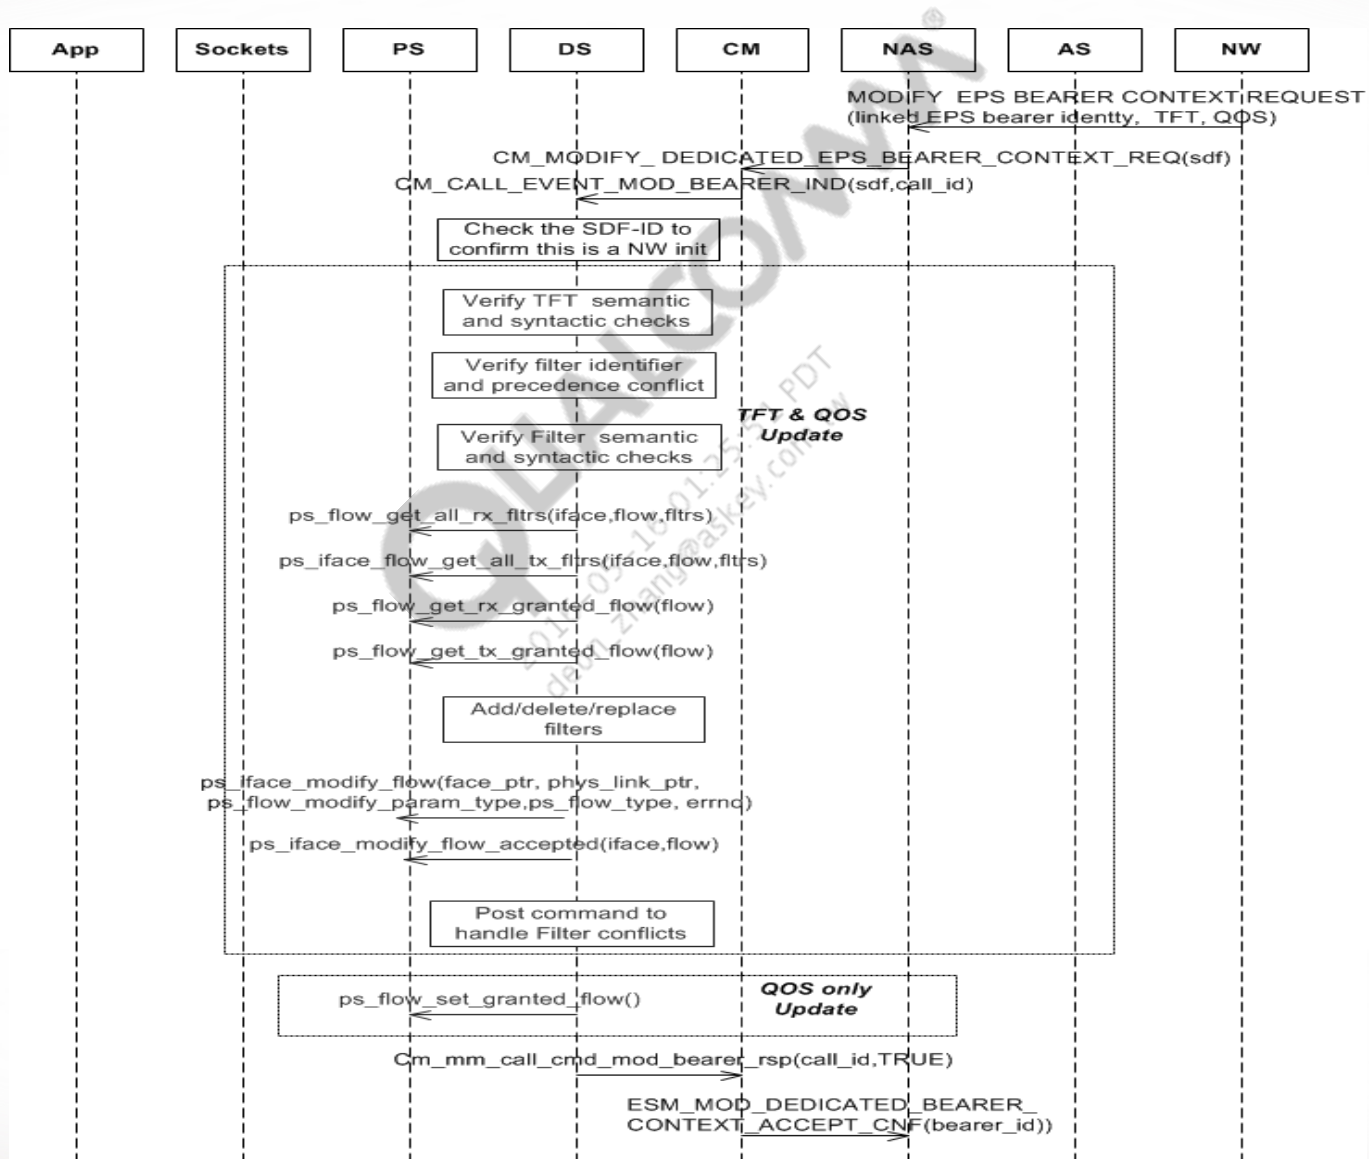 App Sockets PS DS CM NAS AS NW
MODIFY EPS BEARER CONTEXT REQUEST
(linked EPS bearer identty, TFT, QOS)
CM_MODIFY_ DEDICATED_EPS_BEARER_CONTEXT_REQ(sdf)
CM_CALL_EVENT_MOD_BEARER_IND(sdf,call_id)
Check the SDF-ID to
confirm this is a NW init
Verify TFT semantic
and syntactic checks
Verify filter identifier
and precedence conflict
TFT & QOS
Update
Verify Filter semantic
and syntactic checks
ps_flow_get_all_rx_fltrs(iface,flow,fltrs)
ps_iface_flow_get_all_tx_fltrs(iface,flow,fltrs)
ps_flow_get_rx_granted_flow(flow)
ps_flow_get_tx_granted_flow(flow)
Add/delete/replace
filters
ps_iface_modify_flow(face_ptr, phys_link_ptr,
ps_flow_modify_param_type,ps_flow_type, errno)
ps_iface_modify_flow_accepted(iface,flow)
Post command to
handle Filter conflicts
QOS only
Update
ps_flow_set_granted_flow()
Cm_mm_call_cmd_mod_bearer_rsp(call_id,TRUE)
ESM_MOD_DEDICATED_BEARER_
CONTEXT_ACCEPT_CNF(bearer_id))
QUALCOMM®